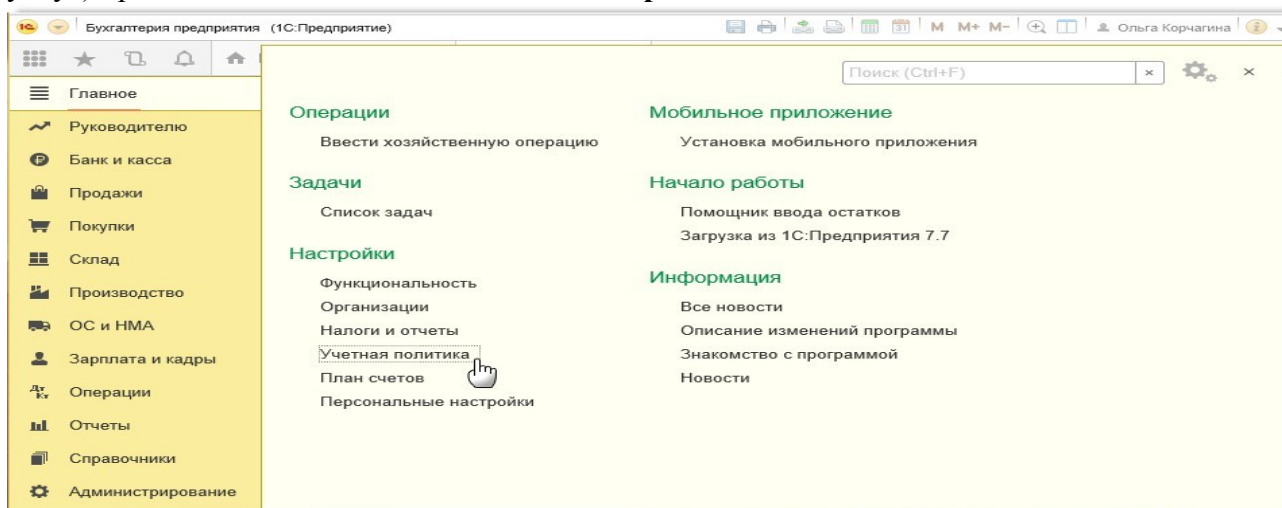 Бухгалтерия предприятия (1С:Предприятие)
M M+ M- Ольга Корчагина
Поиск (Ctrl+F)
Главное
Руководителю
Банк и касса
Продажи
Покупки
Склад
Производство
ОС и НМА
Зарплата и кадры
Операции
Отчеты
Справочники
Администрирование
Операции
Ввести хозяйственную операцию
Задачи
Список задач
Настройки
Функциональность
Организации
Налоги и отчеты
Учетная политика
План счетов
Персональные настройки
Мобильное приложение
Установка мобильного приложения
Начало работы
Помощник ввода остатков
Загрузка из 1С:Предприятия 7.7
Информация
Все новости
Описание изменений программы
Знакомство с программой
Новости